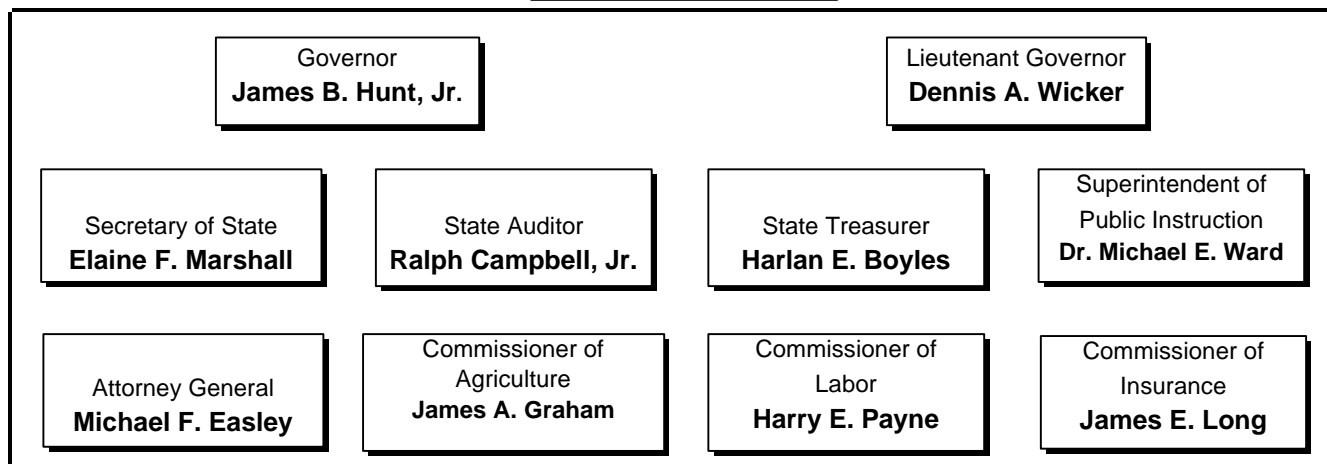 Governor
James B. Hunt, Jr.
Lieutenant Governor
Dennis A. Wicker
Secretary of State
Elaine F. Marshall
State Auditor
Ralph Campbell, Jr.
State Treasurer
Harlan E. Boyles
Superintendent of
Public Instruction
Dr. Michael E. Ward
Attorney General
Michael F. Easley
Commissioner of
Agriculture
James A. Graham
Commissioner of
Labor
Harry E. Payne
Commissioner of
Insurance
James E. Long